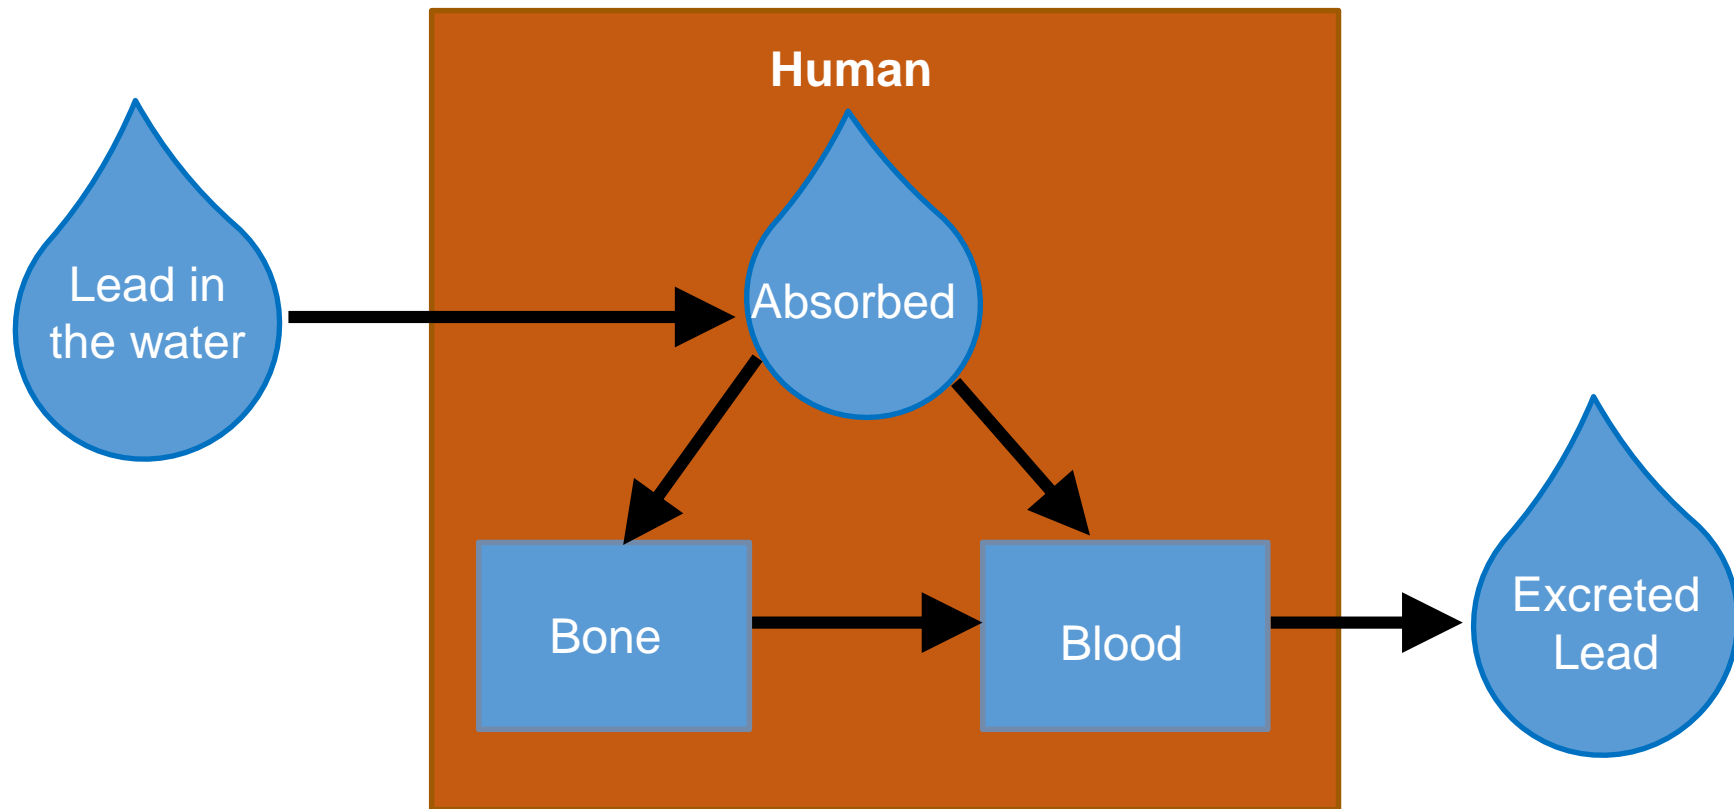 Human
Lead in
the water
Absorbed
Bone
Blood
Excreted
Lead